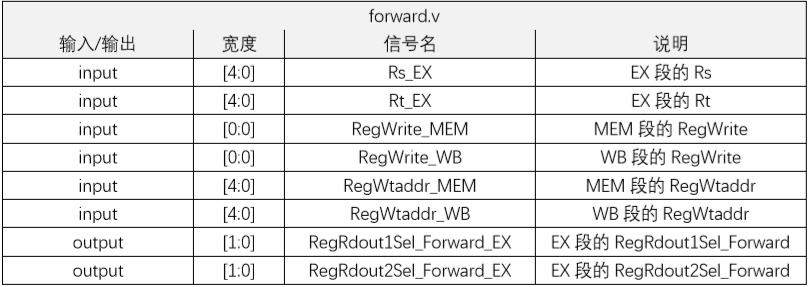 forward.v
输入/输出 宽度 信号名 说明
input [4:0] Rs_EX EX 段的 Rs
input [4:0] Rt_EX EX 段的 Rt
input [0:0] RegWrite_MEM MEM 段的 RegWrite
input [0:0] RegWrite_WB WB 段的 RegWrite
input [4:0] RegWtaddr_MEM MEM 段的 RegWtaddr
input [4:0] RegWtaddr_WB WB 段的 RegWtaddr
output [1:0] RegRdout1Sel_Forward_EX EX 段的 RegRdout1Sel_Forward
output [1:0] RegRdout2Sel_Forward_EX EX 段的 RegRdout2Sel_Forward